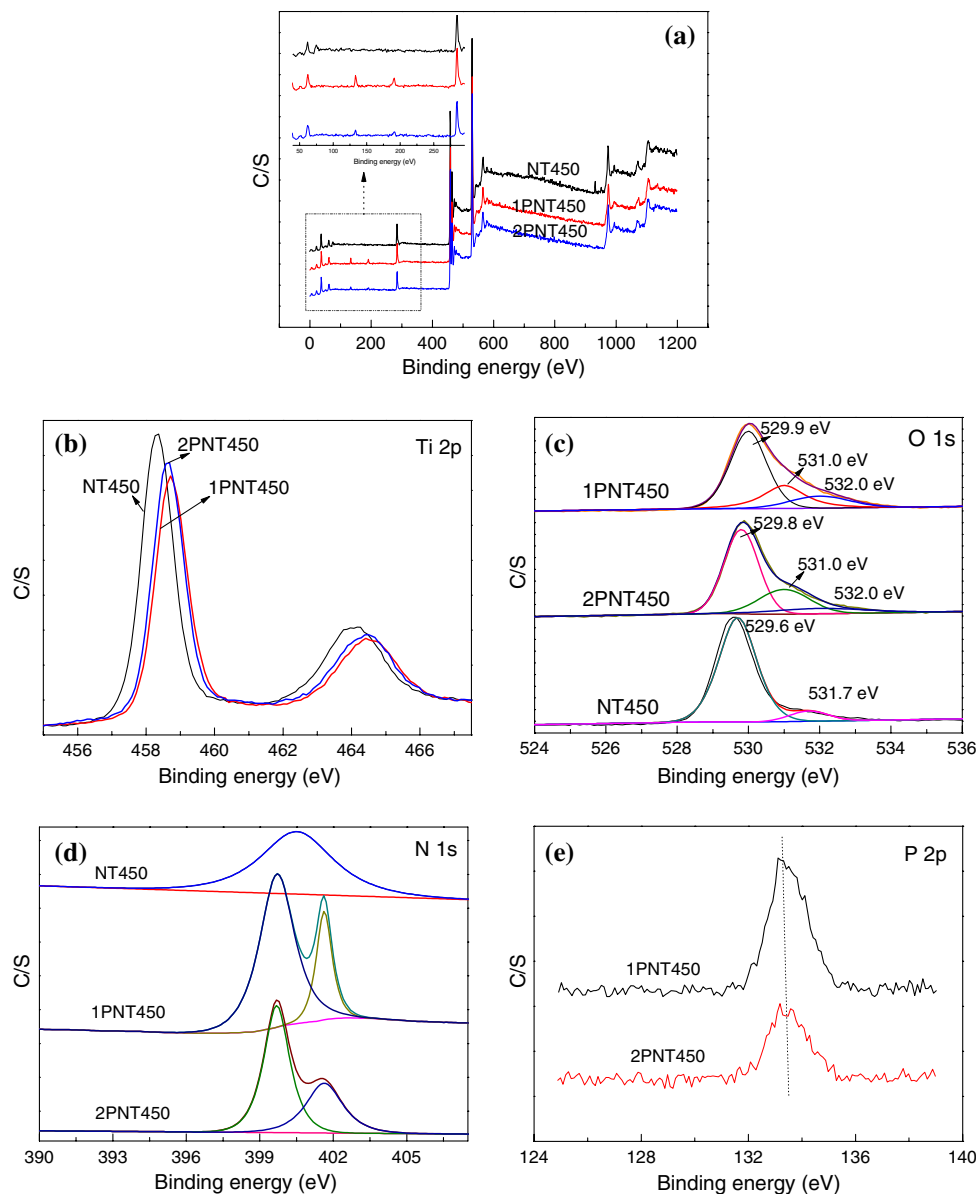 (a)
C/S
50 100 150 200 250
Binding energy (eV)
NT450
1PNT450
2PNT450
0 200 400 600 800 1000 1200
Binding energy (eV)
(b)
Ti 2p
2PNT450
NT450
1PNT450
C/S
456 458 460 462 464 466
Binding energy (eV)
(c)
O 1s
529.9 eV
531.0 eV
532.0 eV
1PNT450
529.8 eV
531.0 eV
532.0 eV
2PNT450
529.6 eV
531.7 eV
NT450
C/S
524 526 528 530 532 534 536
Binding energy (eV)
(d)
N 1s
NT450
1PNT450
2PNT450
C/S
390 393 396 399 402 405
Binding energy (eV)
(e)
P 2p
1PNT450
2PNT450
C/S
124 128 132 136 140
Binding energy (eV)